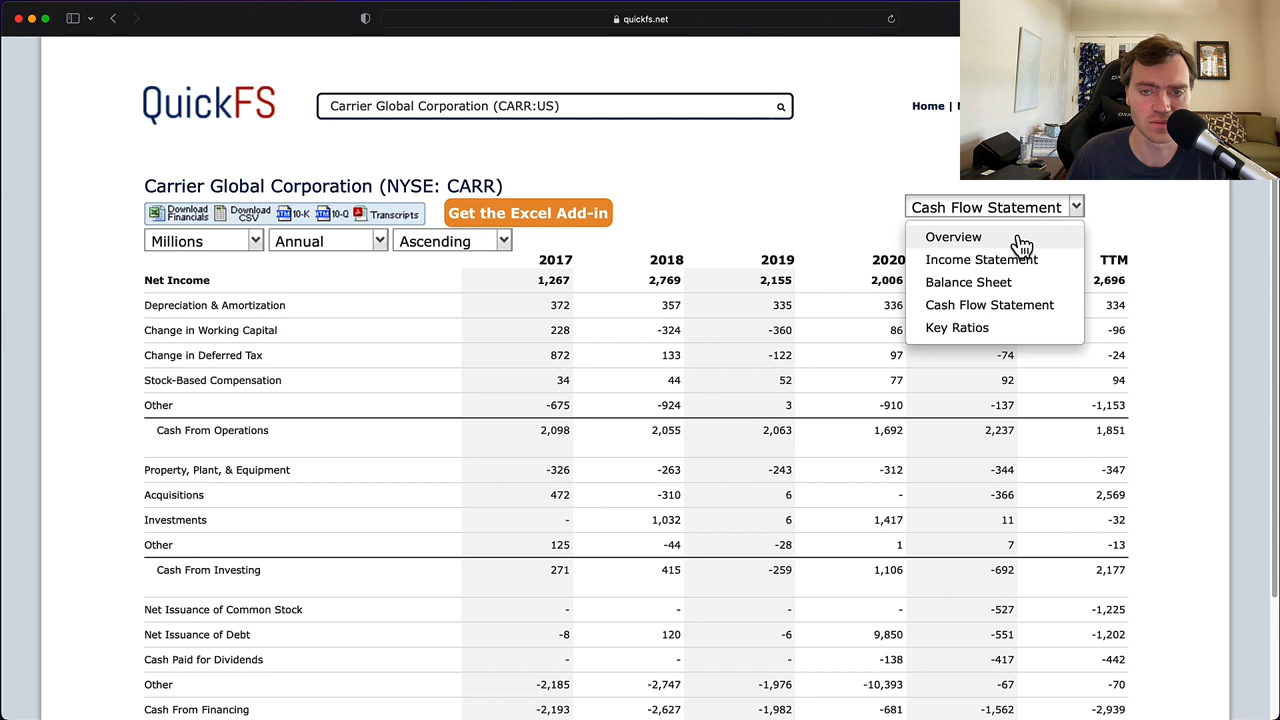 quickfs.net
QuickFS
Carrier Global Corporation (CARR:US)
Home |
Carrier Global Corporation (NYSE: CARR)
Download Financials Download CSV 10-K 10-Q Transcripts
Get the Excel Add-in
Cash Flow Statement
Millions Annual Ascending
Overview
Income Statement
Balance Sheet
Cash Flow Statement
Key Ratios
2017 2018 2019 2020 TTM
Net Income 1,267 2,769 2,155 2,006 2,696
Depreciation & Amortization 372 357 335 336 334
Change in Working Capital 228 -324 -360 86 -96
Change in Deferred Tax 872 133 -122 97 -74 -24
Stock-Based Compensation 34 44 52 77 92 94
Other -675 -924 3 -910 -137 -1,153
Cash From Operations 2,098 2,055 2,063 1,692 2,237 1,851
Property, Plant, & Equipment -326 -263 -243 -312 -344 -347
Acquisitions 472 -310 6 - -366 2,569
Investments - 1,032 6 1,417 11 -32
Other 125 -44 -28 1 7 -13
Cash From Investing 271 415 -259 1,106 -692 2,177
Net Issuance of Common Stock - - - - -527 -1,225
Net Issuance of Debt -8 120 -6 9,850 -551 -1,202
Cash Paid for Dividends - - - -138 -417 -442
Other -2,185 -2,747 -1,976 -10,393 -67 -70
Cash From Financing -2,193 -2,627 -1,982 -681 -1,562 -2,939